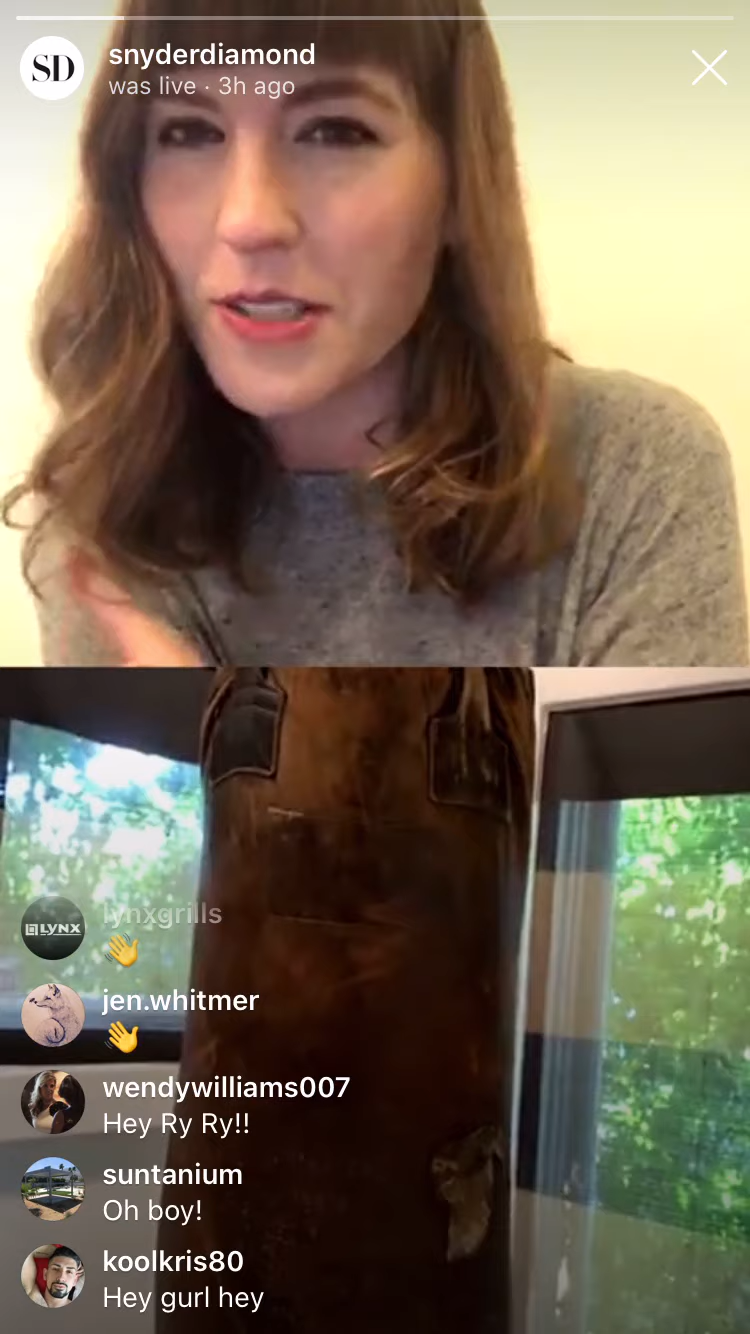 SD
snyderdiamond
was live · 3h ago
LYNX
lynxgrills
👋
jen.whitmer
👋
wendywilliams007
Hey Ry Ry!!
suntanium
Oh boy!
koolkris80
Hey gurl hey